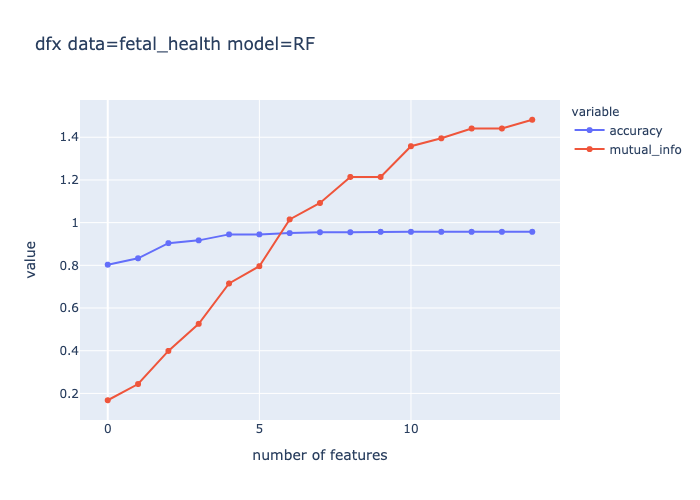 dfx data=fetal_health model=RF
variable
accuracy
mutual_info
value
1.4
1.2
1
0.8
0.6
0.4
0.2
0 5 10
number of features